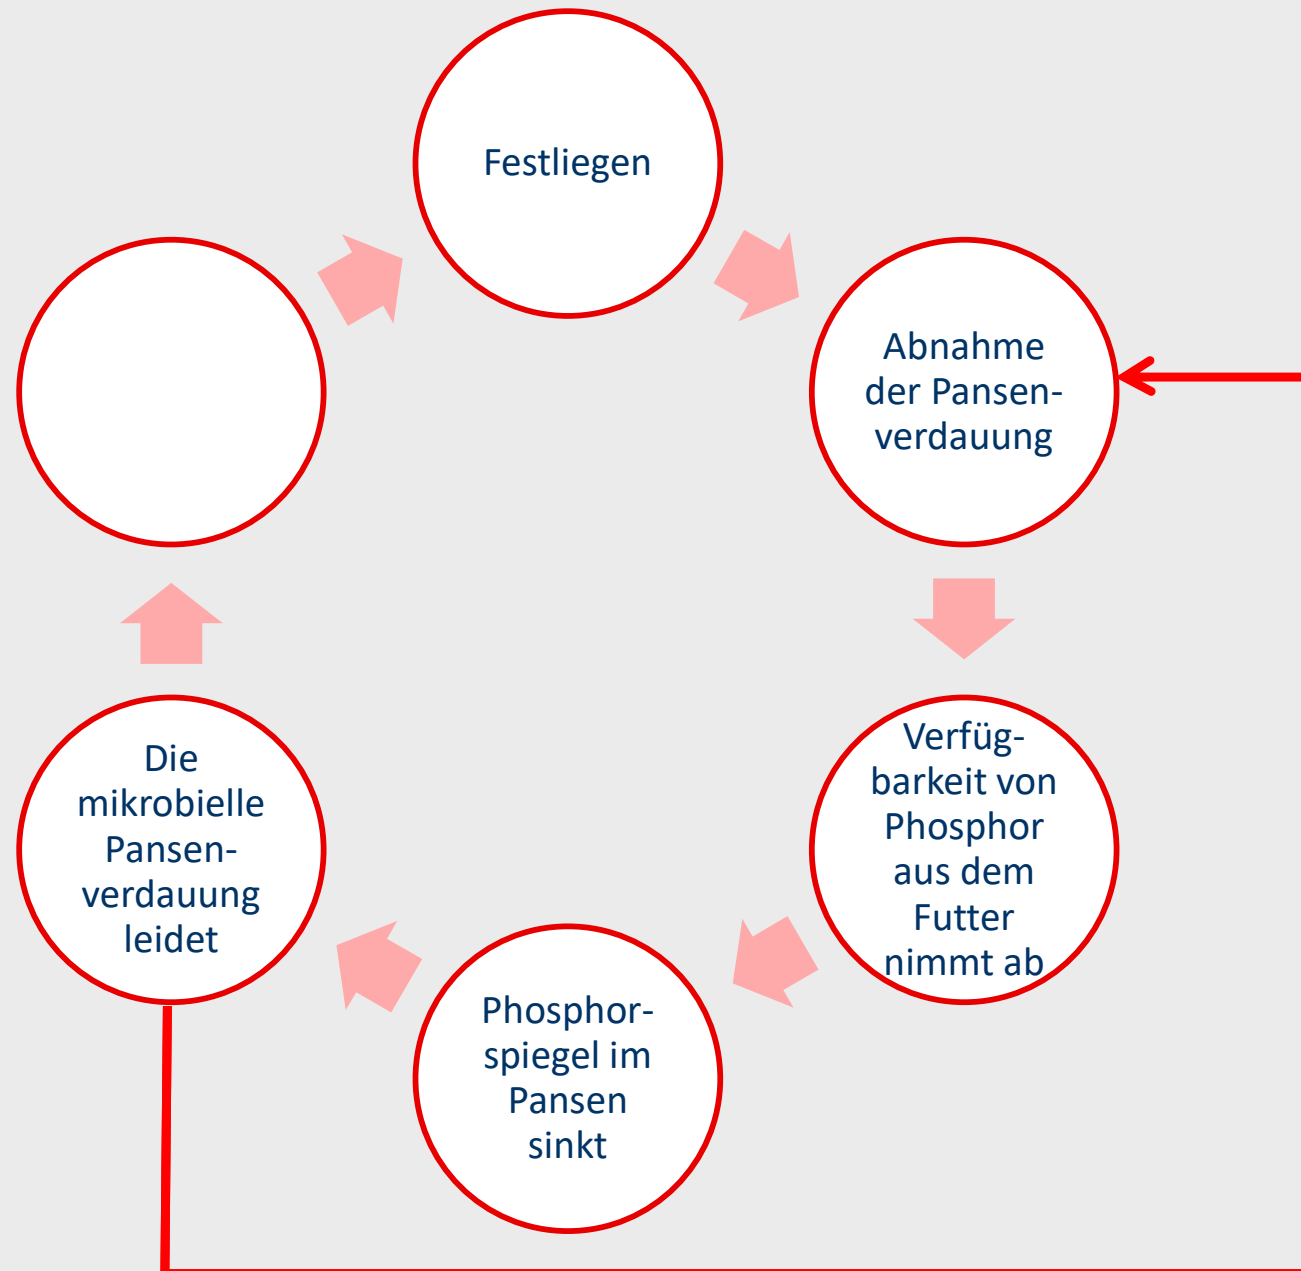 Festliegen
Abnahme
der Pansen-
verdauung
Verfüg-
barkeit von
Phosphor
aus dem
Futter
nimmt ab
Phosphor-
spiegel im
Pansen
sinkt
Die
mikrobielle
Pansen-
verdauung
leidet